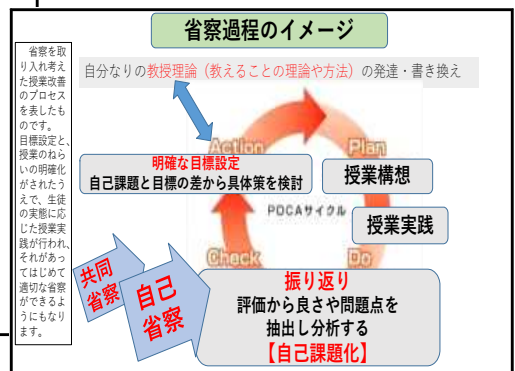 省察過程のイメージ
省察を取
り入れ考え
た授業改善
のプロセス
を表したも
のです。
目標設定と、
授業のねら
いの明確化
がされたう
えで、生徒
の実態に応
じた授業実
践が行われ、
それがあっ
てはじめて
適切な省察
ができるよ
うにもなり
ます。
自分なりの教授理論（教えることの理論や方法）の発達・書き換え
Action
Plan
明確な目標設定
自己課題と目標の差から具体策を検討
授業構想
PDCAサイクル
授業実践
Check
Do
共同
省察
自己
省察
振り返り
評価から良さや問題点を
抽出し分析する
【自己課題化】